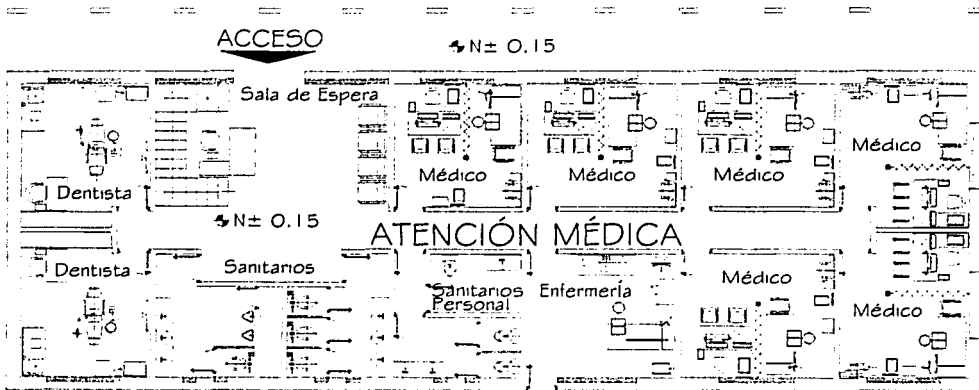 ACCESO
N± 0.15
Sala de Espera
Médico
Médico
Médico
Médico
Dentista
N± 0.15
ATENCIÓN MÉDICA
Dentista
Sanitarios
Sanitarios
Personal
Enfermería
Médico
Médico